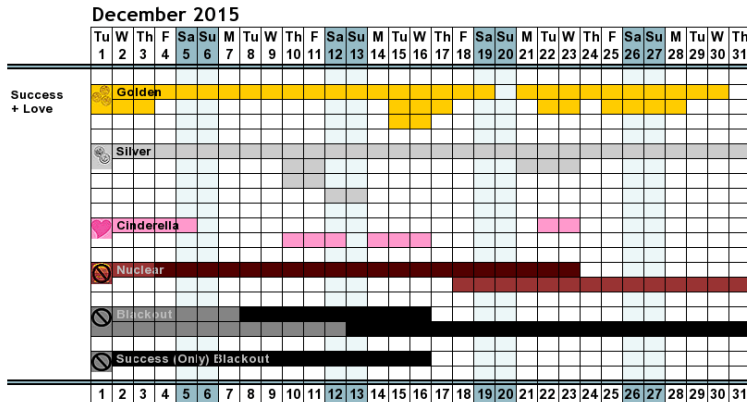 December 2015
Tu W Th F Sa Su M Tu W Th F Sa Su M Tu W Th F Sa Su M Tu W Th F Sa Su M Tu W Th
1 2 3 4 5 6 7 8 9 10 11 12 13 14 15 16 17 18 19 20 21 22 23 24 25 26 27 28 29 30 31
Success
+ Love
Golden
Silver
Cinderella
Nuclear
Blackout
Success (Only) Blackout
1 2 3 4 5 6 7 8 9 10 11 12 13 14 15 16 17 18 19 20 21 22 23 24 25 26 27 28 29 30 31